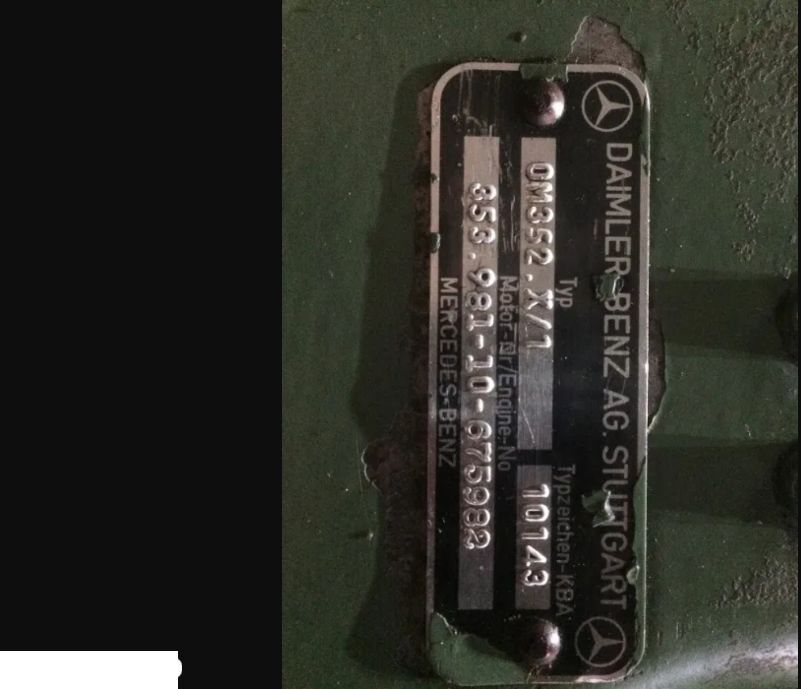 DAIMLER-BENZ AG. STUTTGART
Typ Typzeichen-KBA
OM352.X/1 10143
Motor-Nr/Engine-No
353.981-10-675982
MERCEDES-BENZ